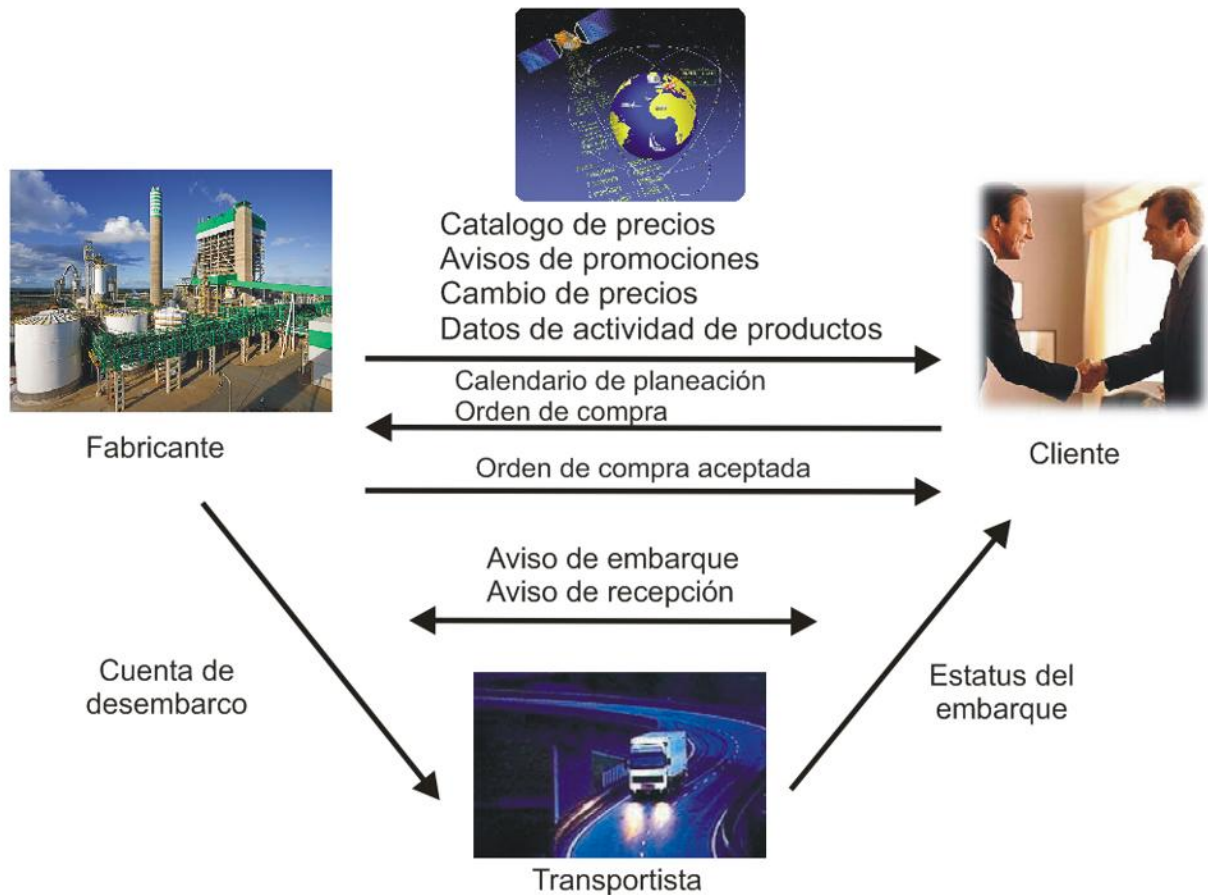 Catalogo de precios
Avisos de promociones
Cambio de precios
Datos de actividad de productos
Calendario de planeación
Orden de compra
Fabricante
Cliente
Orden de compra aceptada
Aviso de embarque
Aviso de recepción
Cuenta de
desembarco
Estatus del
embarque
Transportista